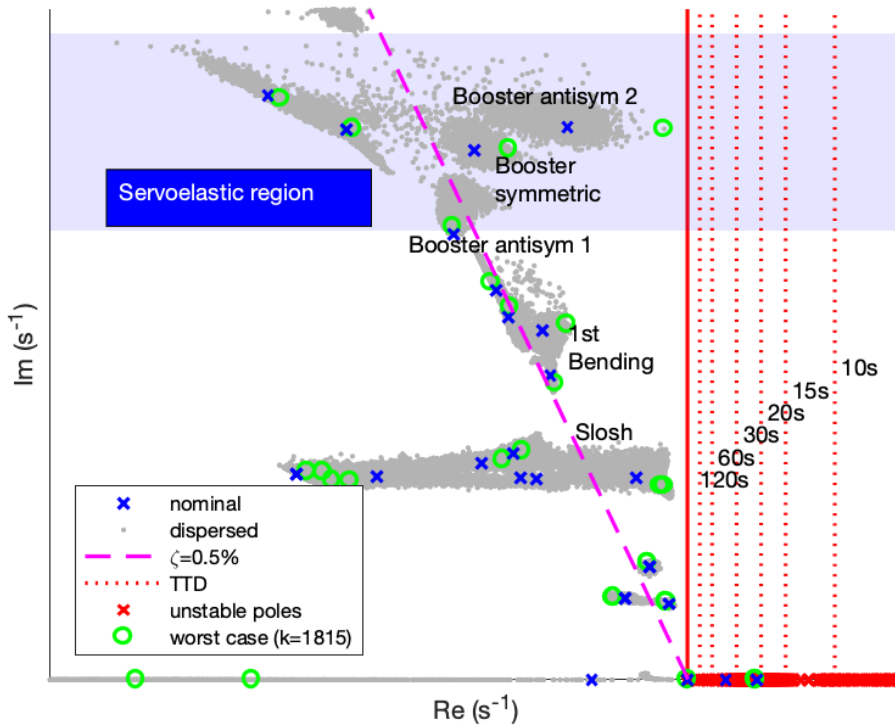 Booster antisym 2
Booster
symmetric
Servoelastic region
Booster antisym 1
1st
Bending
10s
15s
20s
30s
60s
120s
Slosh
nominal
dispersed
ζ=0.5%
TTD
unstable poles
worst case (k=1815)
Im (s⁻¹)
Re (s⁻¹)